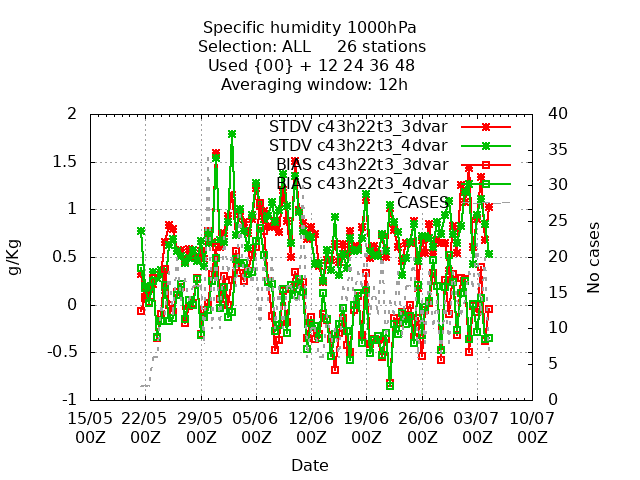 Specific humidity 1000hPa
Selection: ALL     26 stations
Used {00} + 12 24 36 48
Averaging window: 12h
STDV c43h22t3_3dvar
STDV c43h22t3_4dvar
BIAS c43h22t3_3dvar
BIAS c43h22t3_4dvar
CASES
g/Kg
2
1.5
1
0.5
0
-0.5
-1
No cases
40
35
30
25
20
15
10
5
0
15/05 22/05 29/05 05/06 12/06 19/06 26/06 03/07 10/07
00Z 00Z 00Z 00Z 00Z 00Z 00Z 00Z 00Z
Date